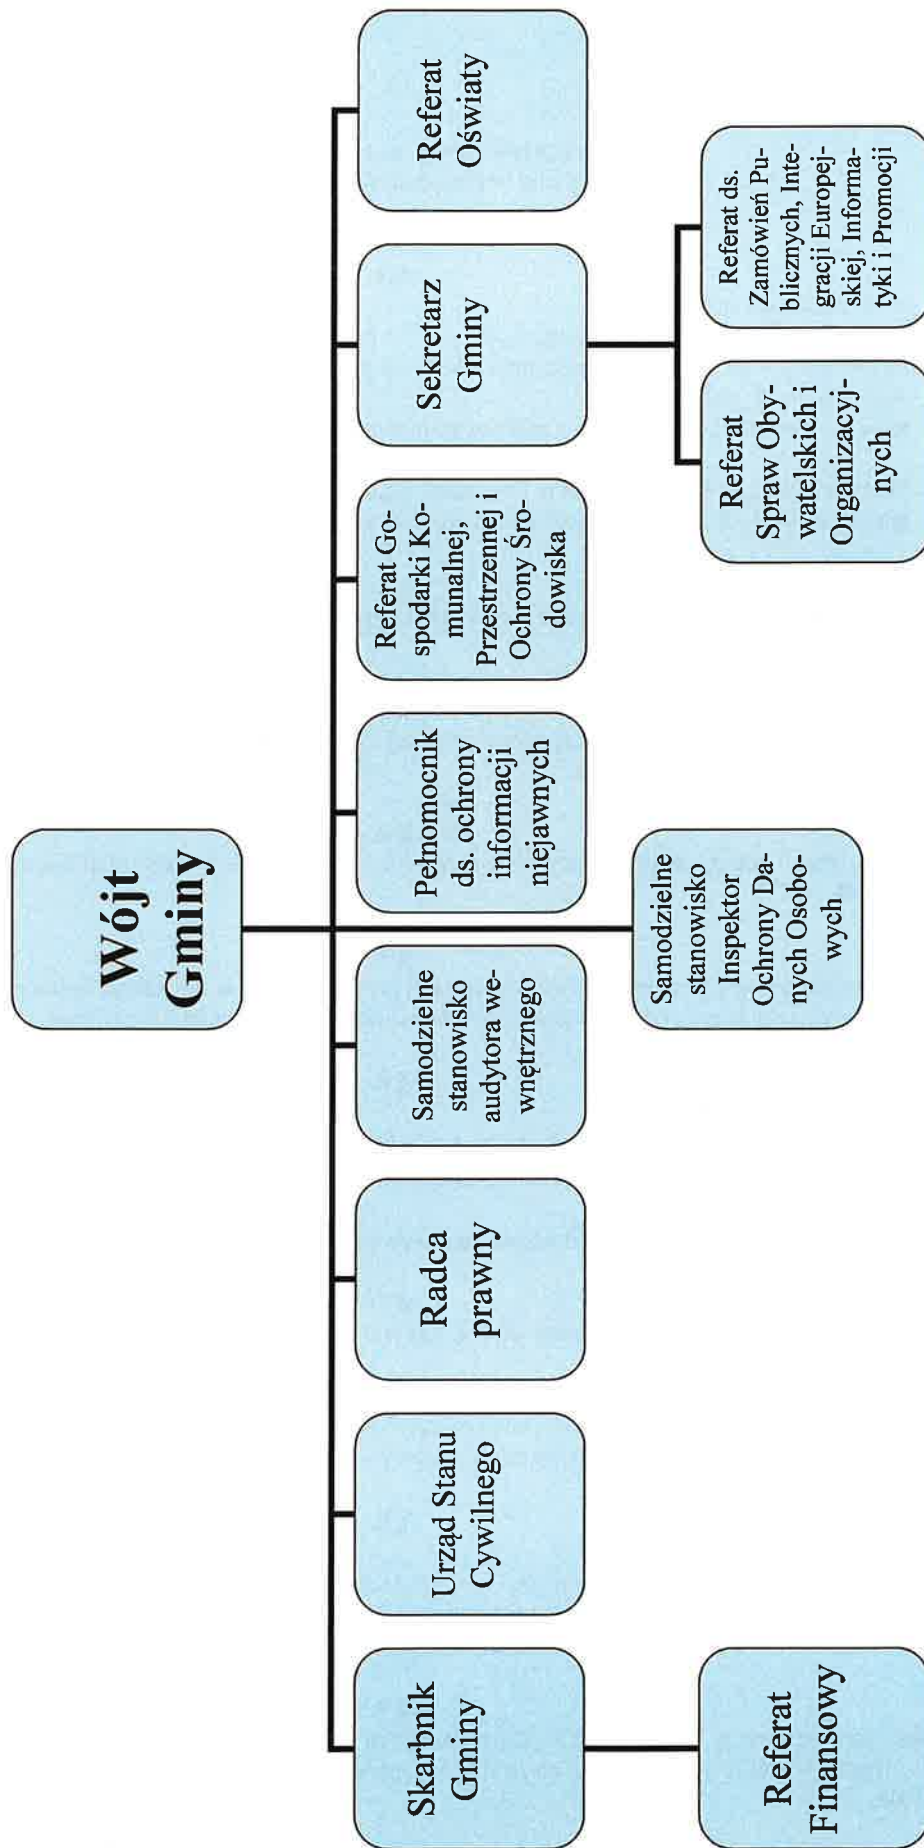 Wójt
Gminy
Skarbnik
Gminy
Urząd Stanu
Cywilnego
Radca
prawny
Samodzielne
stanowisko
audytora we-
wnętrznego
Pełnomocnik
ds. ochrony
informacji
niejawnych
Referat Go-
spodarki Ko-
munalnej,
Przestrzennej i
Ochrony Śro-
dowiska
Sekretarz
Gminy
Referat
Oświaty
Referat
Finansowy
Samodzielne
stanowisko
Inspektor
Ochrony Da-
nych Osobo-
wych
Referat
Spraw Oby-
watelskich i
Organizacyj-
nych
Referat ds.
Zamówień Pu-
blicznych, Inte-
gracji Europej-
skiej, Informa-
tyki i Promocji